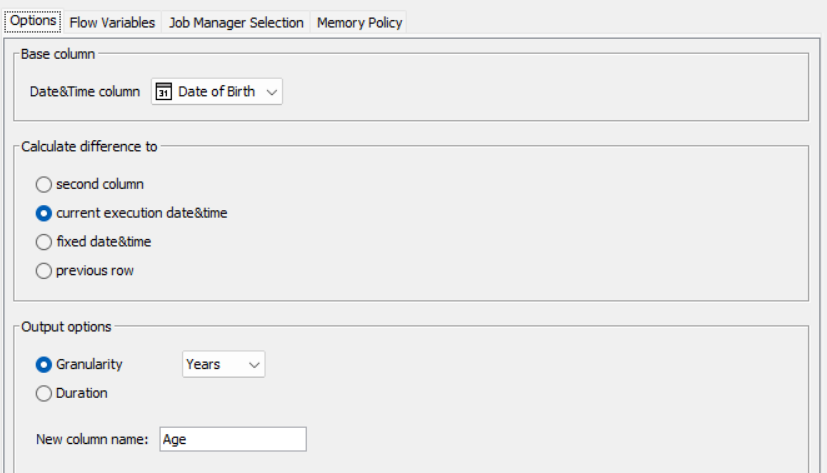 Options Flow Variables Job Manager Selection Memory Policy
Base column
Date&Time column 31 Date of Birth
Calculate difference to
second column
current execution date&time
fixed date&time
previous row
Output options
Granularity Years
Duration
New column name: Age